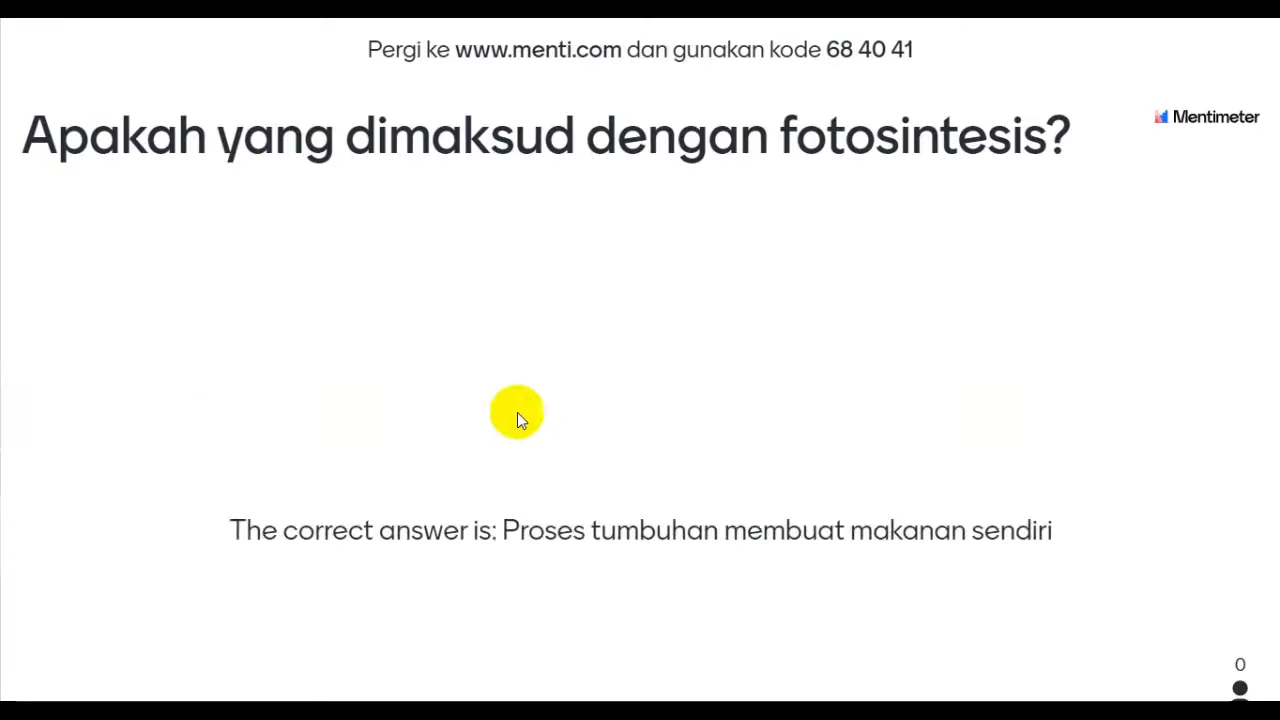 Pergi ke www.menti.com dan gunakan kode 68 40 41
Mentimeter
Apakah yang dimaksud dengan fotosintesis?
The correct answer is: Proses tumbuhan membuat makanan sendiri
0